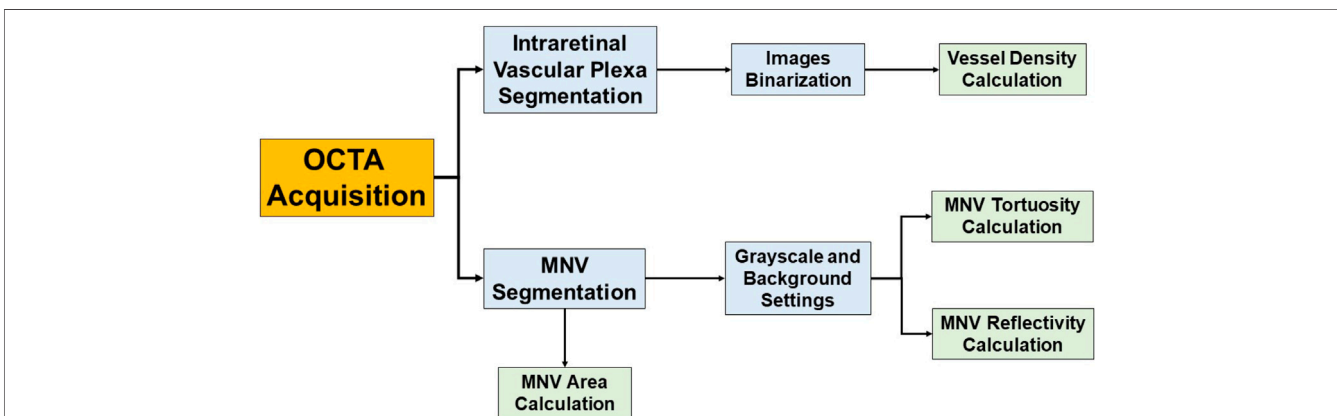 Intraretinal
Vascular Plexa
Segmentation
Images
Binarization
Vessel Density
Calculation
OCTA
Acquisition
MNV
Segmentation
Grayscale and
Background
Settings
MNV Tortuosity
Calculation
MNV Reflectivity
Calculation
MNV Area
Calculation